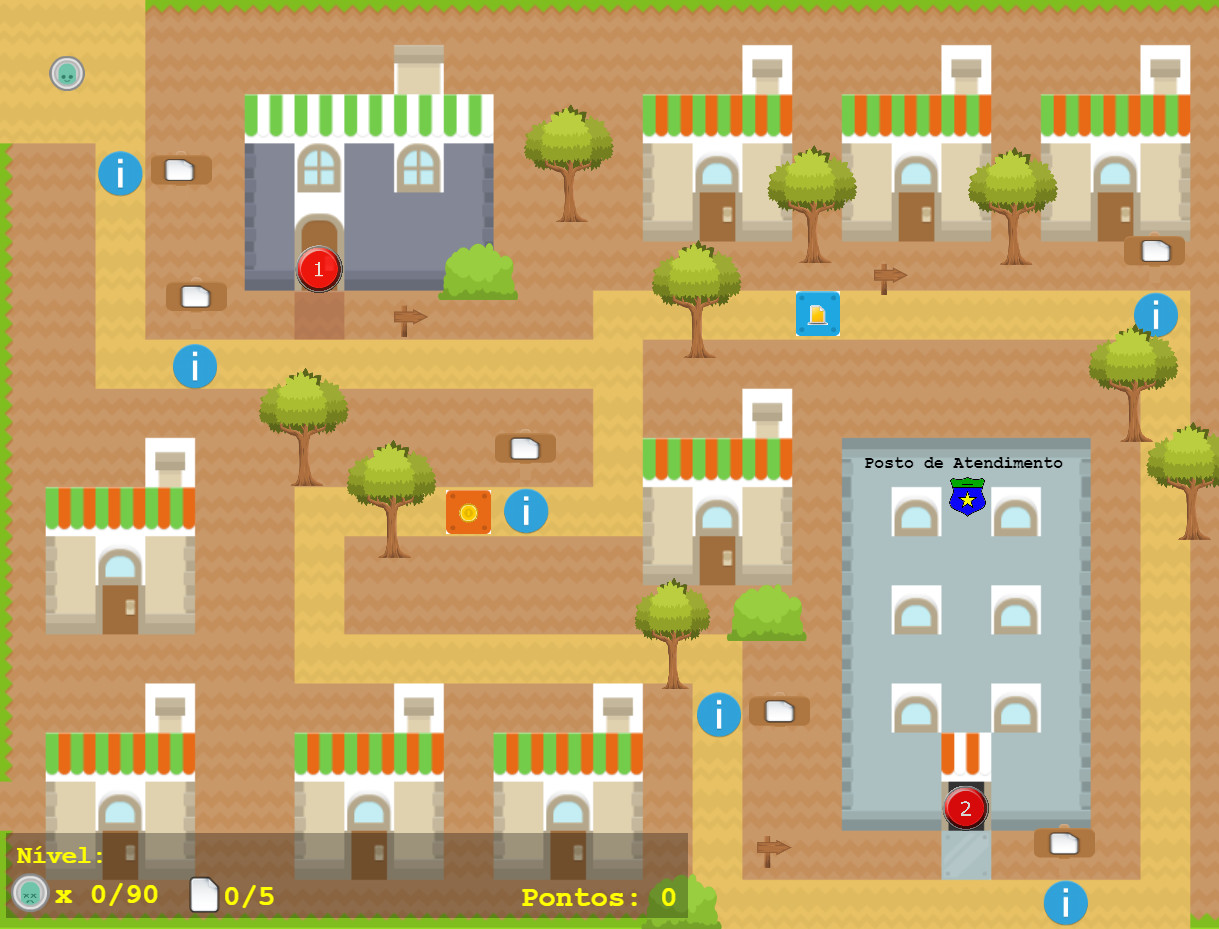 i
1
i
i
Posto de Atendimento
i
i
2
Nível:
x 0/90
0/5
Pontos: 0
i